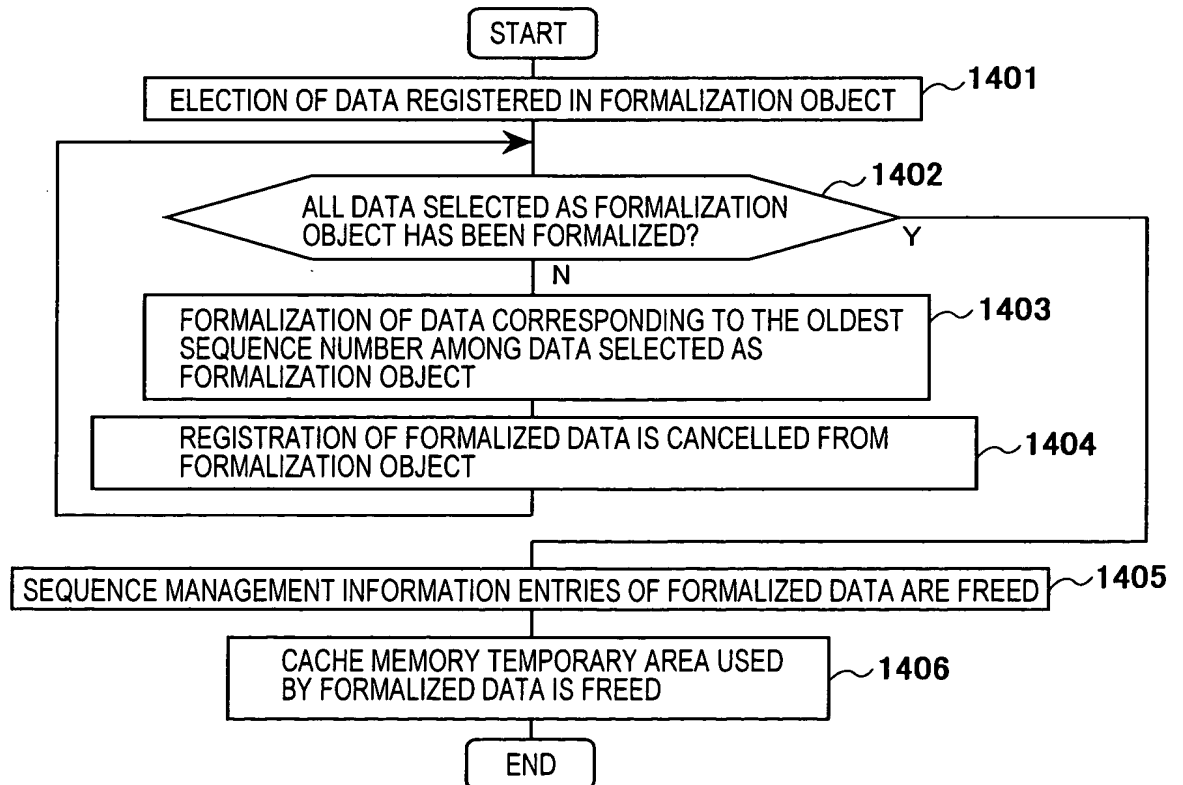 START
ELECTION OF DATA REGISTERED IN FORMALIZATION OBJECT
1401
1402
ALL DATA SELECTED AS FORMALIZATION
OBJECT HAS BEEN FORMALIZED?
Y
N
1403
FORMALIZATION OF DATA CORRESPONDING TO THE OLDEST
SEQUENCE NUMBER AMONG DATA SELECTED AS
FORMALIZATION OBJECT
REGISTRATION OF FORMALIZED DATA IS CANCELLED FROM
FORMALIZATION OBJECT
1404
SEQUENCE MANAGEMENT INFORMATION ENTRIES OF FORMALIZED DATA ARE FREED
1405
CACHE MEMORY TEMPORARY AREA USED
BY FORMALIZED DATA IS FREED
1406
END